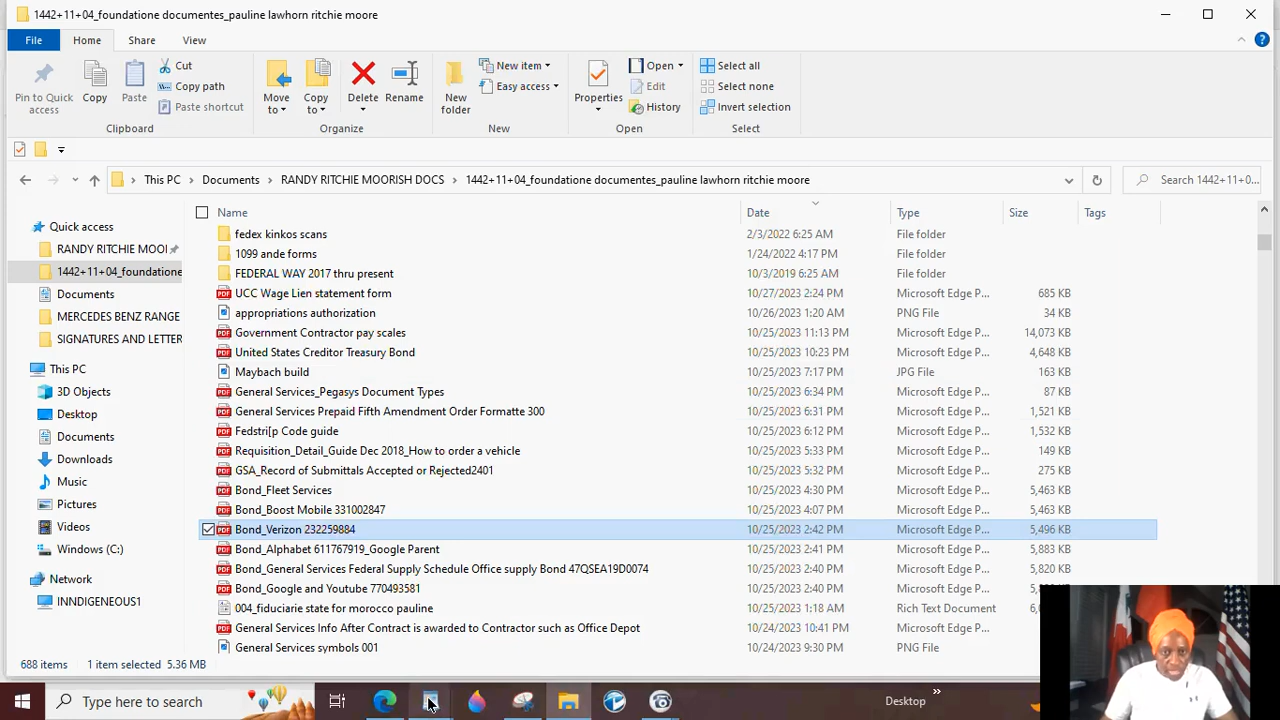 1442+11+04_foundatione documentes_pauline lawhorn ritchie moore
File Home Share View
Pin to Quick access
Copy
Paste
Cut
Copy path
Paste shortcut
Clipboard
Move to
Copy to
Delete
Rename
Organize
New folder
New item
Easy access
New
Properties
Open
Edit
History
Open
Select all
Select none
Invert selection
Select
This PC > Documents > RANDY RITCHIE MOORISH DOCS > 1442+11+04_foundatione documentes_pauline lawhorn ritchie moore
Search 1442+11+0...
Quick access
RANDY RITCHIE MOOI
1442+11+04_foundatione
Documents
MERCEDES BENZ RANGE
SIGNATURES AND LETTER
This PC
3D Objects
Desktop
Documents
Downloads
Music
Pictures
Videos
Windows (C:)
Network
INNDIGENEOUS1
Name Date Type Size Tags
fedex kinkos scans 2/3/2022 6:25 AM File folder
1099 ande forms 1/24/2022 4:17 PM File folder
FEDERAL WAY 2017 thru present 10/3/2019 6:25 AM File folder
UCC Wage Lien statement form 10/27/2023 2:24 PM Microsoft Edge P... 685 KB
appropriations authorization 10/26/2023 1:20 AM PNG File 34 KB
Government Contractor pay scales 10/25/2023 11:13 PM Microsoft Edge P... 14,073 KB
United States Creditor Treasury Bond 10/25/2023 10:23 PM Microsoft Edge P... 4,648 KB
Maybach build 10/25/2023 7:17 PM JPG File 163 KB
General Services_Pegasys Document Types 10/25/2023 6:34 PM Microsoft Edge P... 87 KB
General Services Prepaid Fifth Amendment Order Formatte 300 10/25/2023 6:31 PM Microsoft Edge P... 1,521 KB
Fedstri[p Code guide 10/25/2023 6:12 PM Microsoft Edge P... 1,532 KB
Requisition_Detail_Guide Dec 2018_How to order a vehicle 10/25/2023 5:33 PM Microsoft Edge P... 149 KB
GSA_Record of Submittals Accepted or Rejected2401 10/25/2023 5:32 PM Microsoft Edge P... 275 KB
Bond_Fleet Services 10/25/2023 4:30 PM Microsoft Edge P... 5,463 KB
Bond_Boost Mobile 331002847 10/25/2023 4:07 PM Microsoft Edge P... 5,463 KB
Bond_Verizon 232259884 10/25/2023 2:42 PM Microsoft Edge P... 5,496 KB
Bond_Alphabet 611767919_Google Parent 10/25/2023 2:41 PM Microsoft Edge P... 5,883 KB
Bond_General Services Federal Supply Schedule Office supply Bond 47QSEA19D0074 10/25/2023 2:40 PM Microsoft Edge P... 5,820 KB
Bond_Google and Youtube 770493581 10/25/2023 2:40 PM Microsoft Edge P...
004_fiduciarie state for morocco pauline 10/25/2023 1:18 AM Rich Text Document
General Services Info After Contract is awarded to Contractor such as Office Depot 10/24/2023 10:41 PM Microsoft Edge P...
General Services symbols 001 10/24/2023 9:30 PM PNG File
688 items 1 item selected 5.36 MB
Type here to search
Desktop